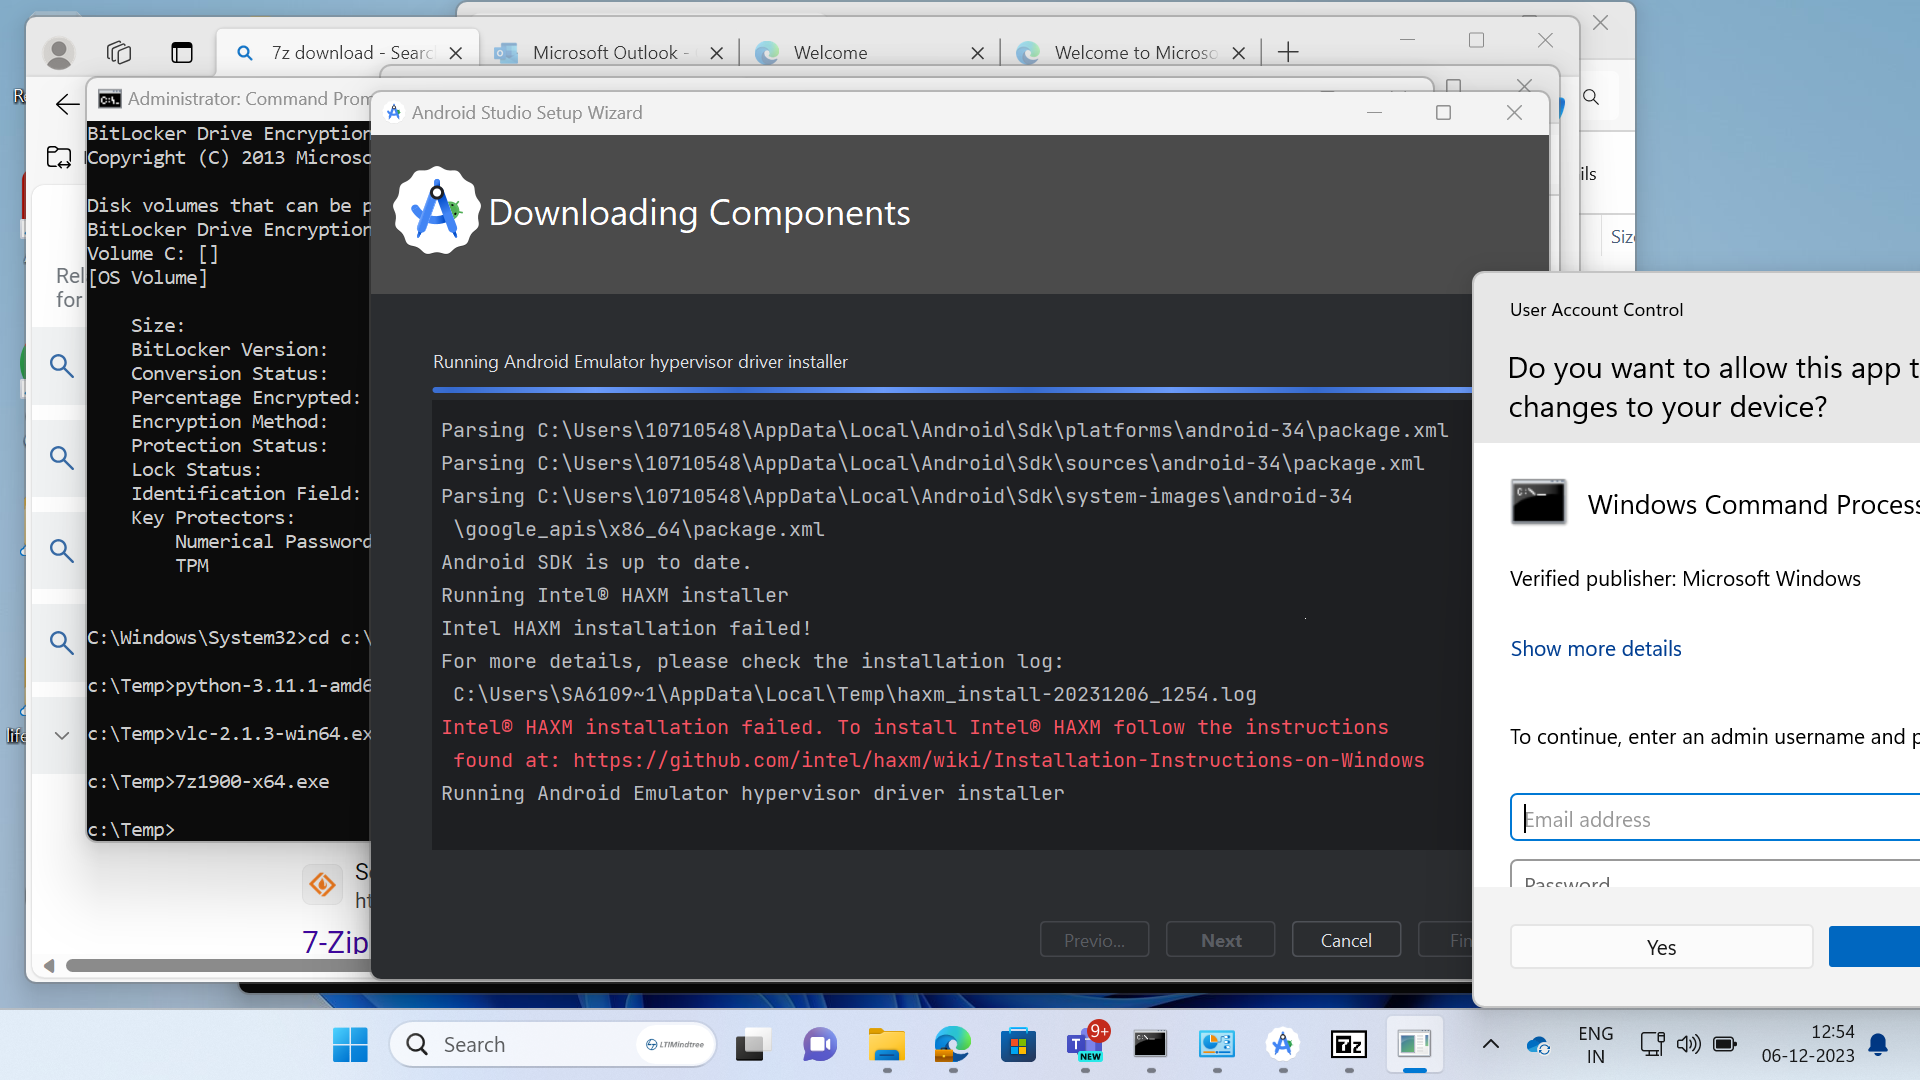 7z download - Searc
Microsoft Outlook -
Welcome
Welcome to Microso
Administrator: Command Prom
BitLocker Drive Encryption
Copyright (C) 2013 Microso
Disk volumes that can be p
BitLocker Drive Encryption
Volume C: []
[OS Volume]
Size:
BitLocker Version:
Conversion Status:
Percentage Encrypted:
Encryption Method:
Protection Status:
Lock Status:
Identification Field:
Key Protectors:
Numerical Password
TPM
C:\Windows\System32>cd c:\
c:\Temp>python-3.11.1-amd6
c:\Temp>vlc-2.1.3-win64.ex
c:\Temp>7z1900-x64.exe
c:\Temp>
Rel
for
life
7-Zip
Android Studio Setup Wizard
Downloading Components
Running Android Emulator hypervisor driver installer
Parsing C:\Users\10710548\AppData\Local\Android\Sdk\platforms\android-34\package.xml
Parsing C:\Users\10710548\AppData\Local\Android\Sdk\sources\android-34\package.xml
Parsing C:\Users\10710548\AppData\Local\Android\Sdk\system-images\android-34
\google_apis\x86_64\package.xml
Android SDK is up to date.
Running Intel® HAXM installer
Intel HAXM installation failed!
For more details, please check the installation log:
C:\Users\SA6109~1\AppData\Local\Temp\haxm_install-20231206_1254.log
Intel® HAXM installation failed. To install Intel® HAXM follow the instructions
found at: https://github.com/intel/haxm/wiki/Installation-Instructions-on-Windows
Running Android Emulator hypervisor driver installer
Previo...
Next
Cancel
Fin
ils
Size
User Account Control
Do you want to allow this app t
changes to your device?
Windows Command Process
Verified publisher: Microsoft Windows
Show more details
To continue, enter an admin username and p
Email address
Password
Yes
Search
LTIMindtree
9+
NEW
7z
ENG
IN
12:54
06-12-2023